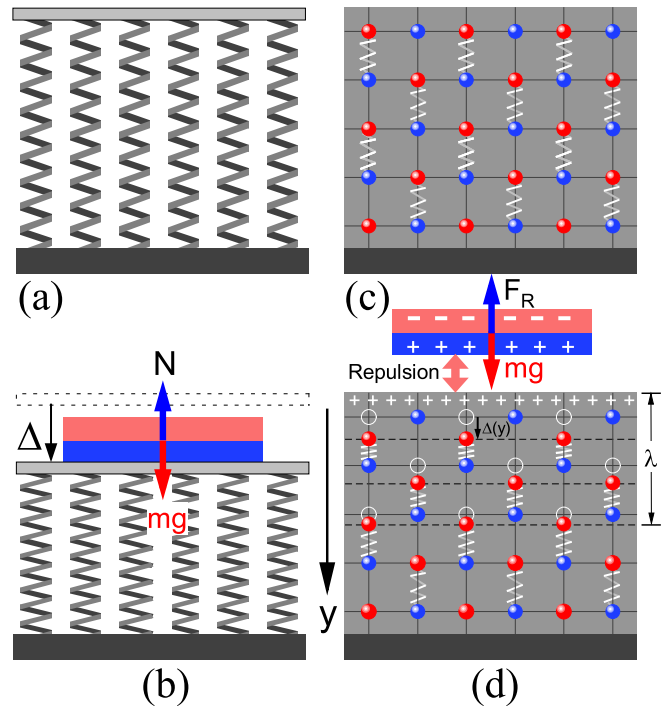 (a)
(c)
F_R
− − − − − −
+ + + + + +
mg
Repulsion
N
Δ
mg
y
+ + + + + + + + + + + + + + + +
Δ(y)
λ
(b)
(d)